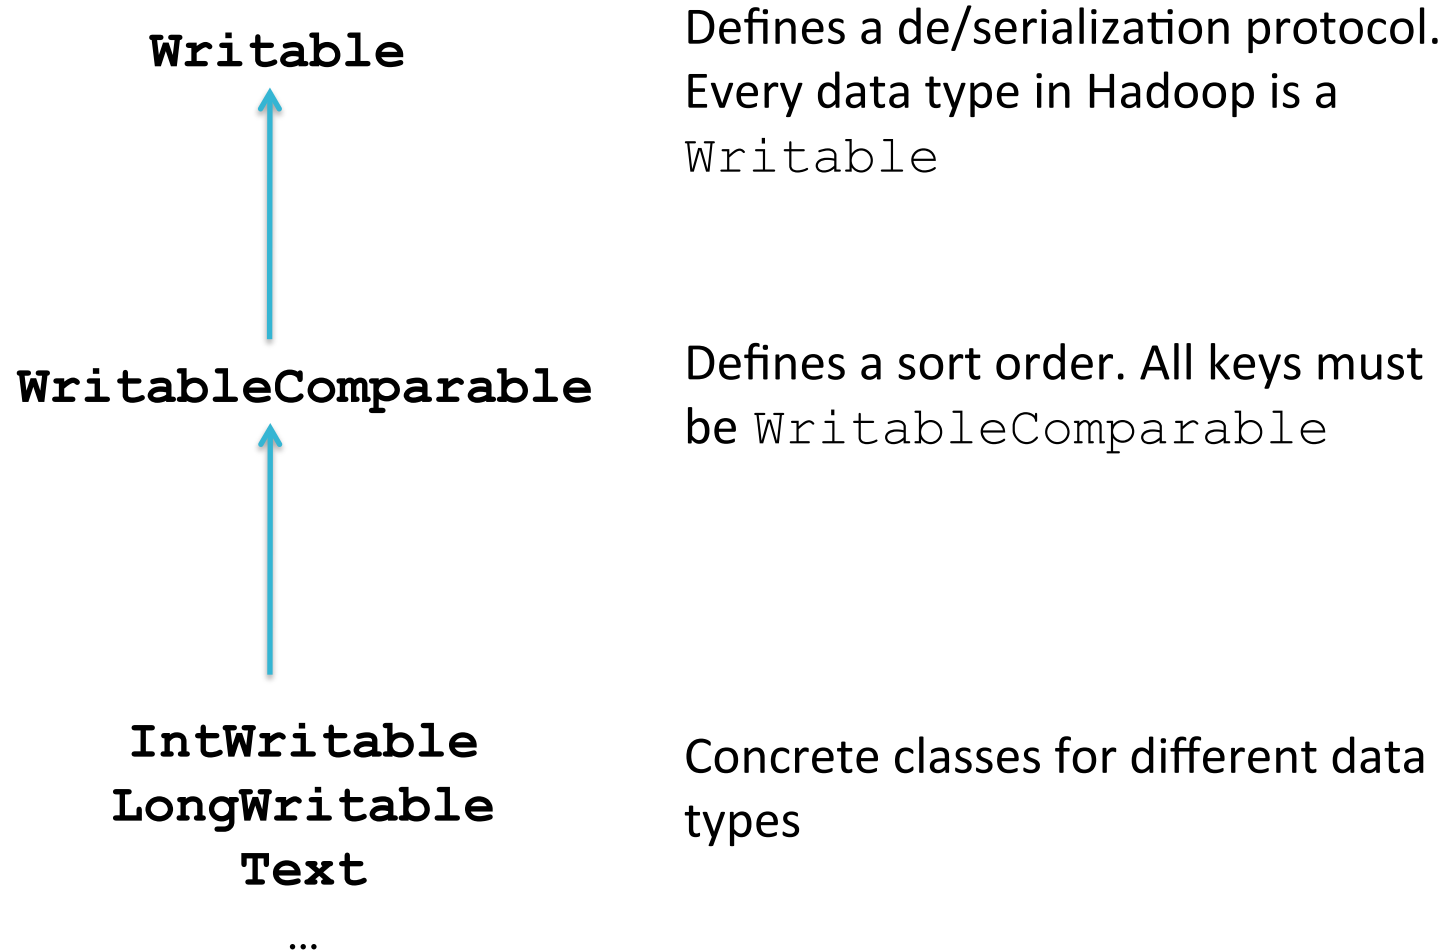 Writable
Defines a de/serialization protocol.
Every data type in Hadoop is a
Writable
WritableComparable
Defines a sort order. All keys must
be WritableComparable
IntWritable
LongWritable
Text
…
Concrete classes for different data
types